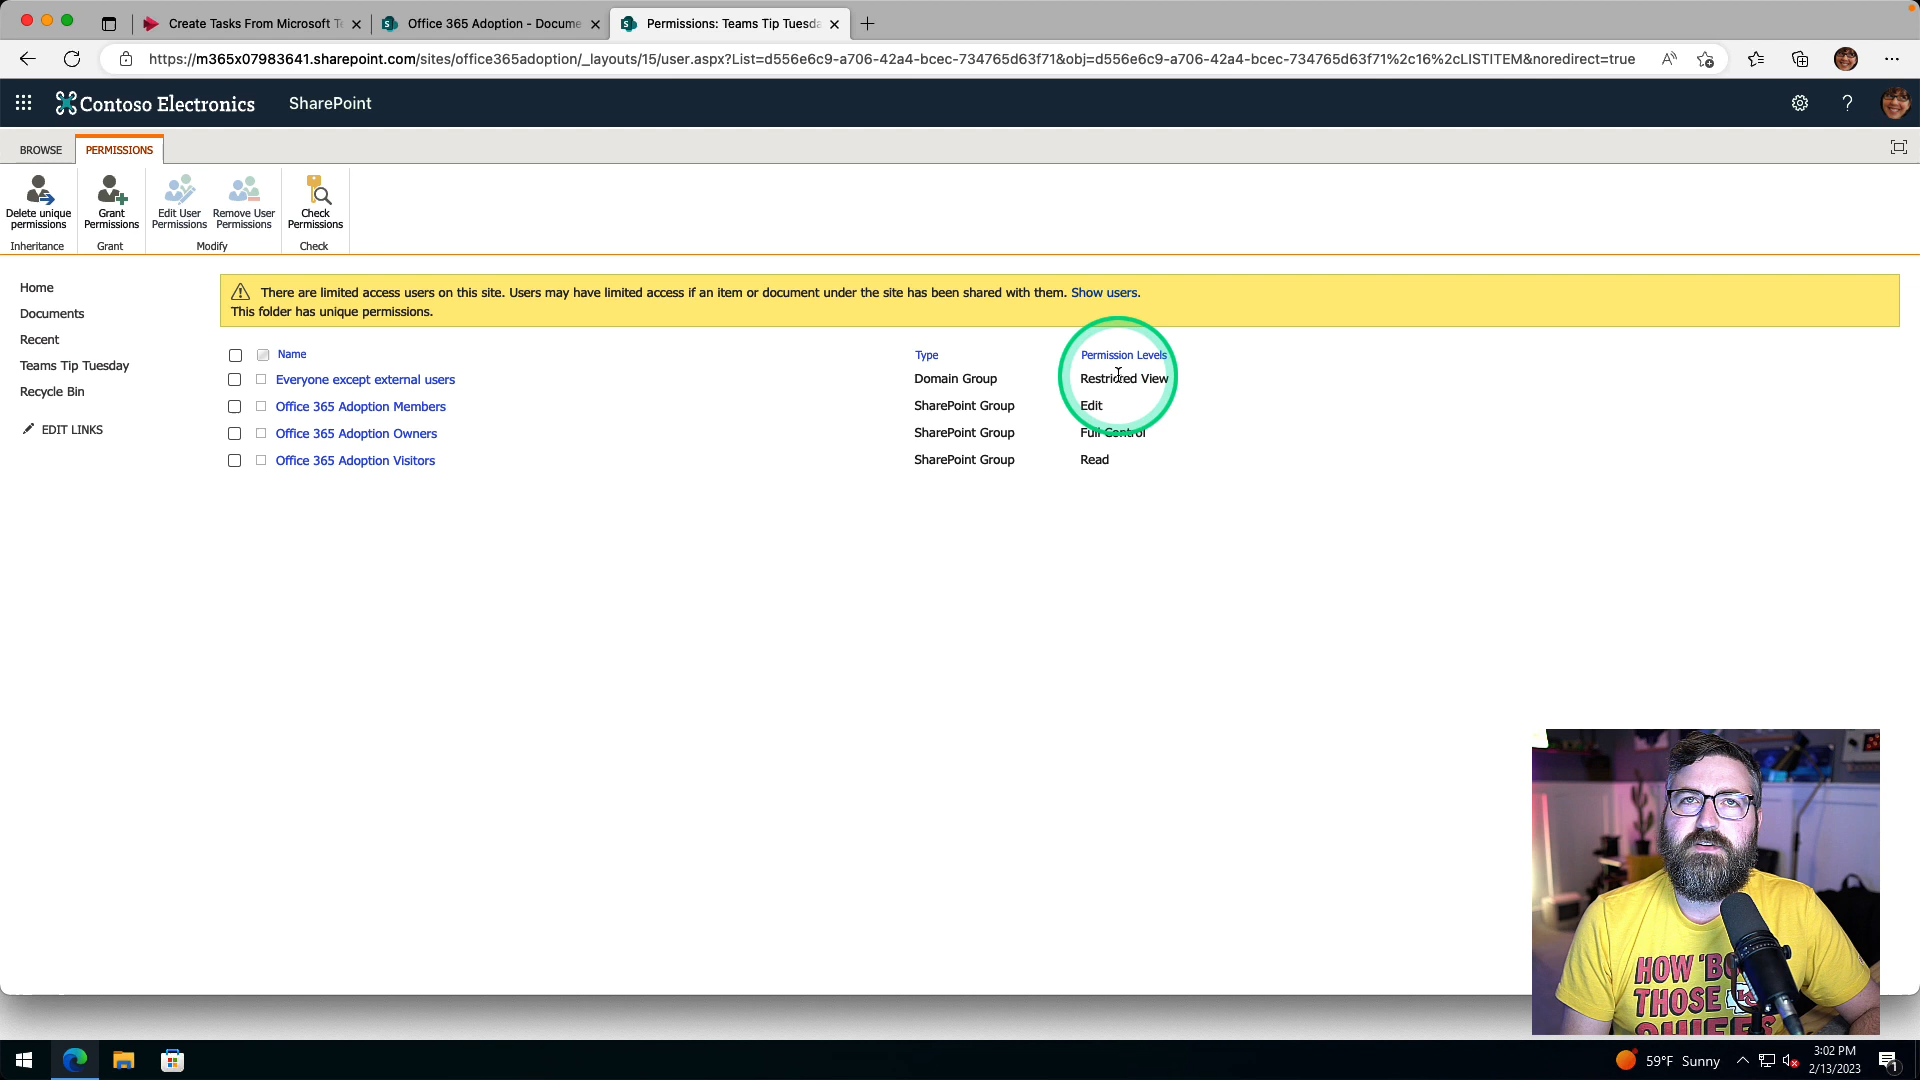 Create Tasks From Microsoft Te
Office 365 Adoption - Docume
Permissions: Teams Tip Tuesda
https://m365x07983641.sharepoint.com/sites/office365adoption/_layouts/15/user.aspx?List=d556e6c9-a706-42a4-bcec-734765d63f71&obj=d556e6c9-a706-42a4-bcec-734765d63f71%2c16%2cLISTITEM&noredirect=true
Contoso Electronics SharePoint
BROWSE PERMISSIONS
Delete unique permissions
Grant Permissions
Edit User Permissions
Remove User Permissions
Check Permissions
Inheritance Grant Modify Check
Home
Documents
Recent
Teams Tip Tuesday
Recycle Bin
EDIT LINKS
There are limited access users on this site. Users may have limited access if an item or document under the site has been shared with them. Show users.
This folder has unique permissions.
Name Type Permission Levels
Everyone except external users Domain Group Restricted View
Office 365 Adoption Members SharePoint Group Edit
Office 365 Adoption Owners SharePoint Group Full Control
Office 365 Adoption Visitors SharePoint Group Read
HOW 'BO
THOSE
CHIEFS
59°F Sunny
3:02 PM
2/13/2023
1